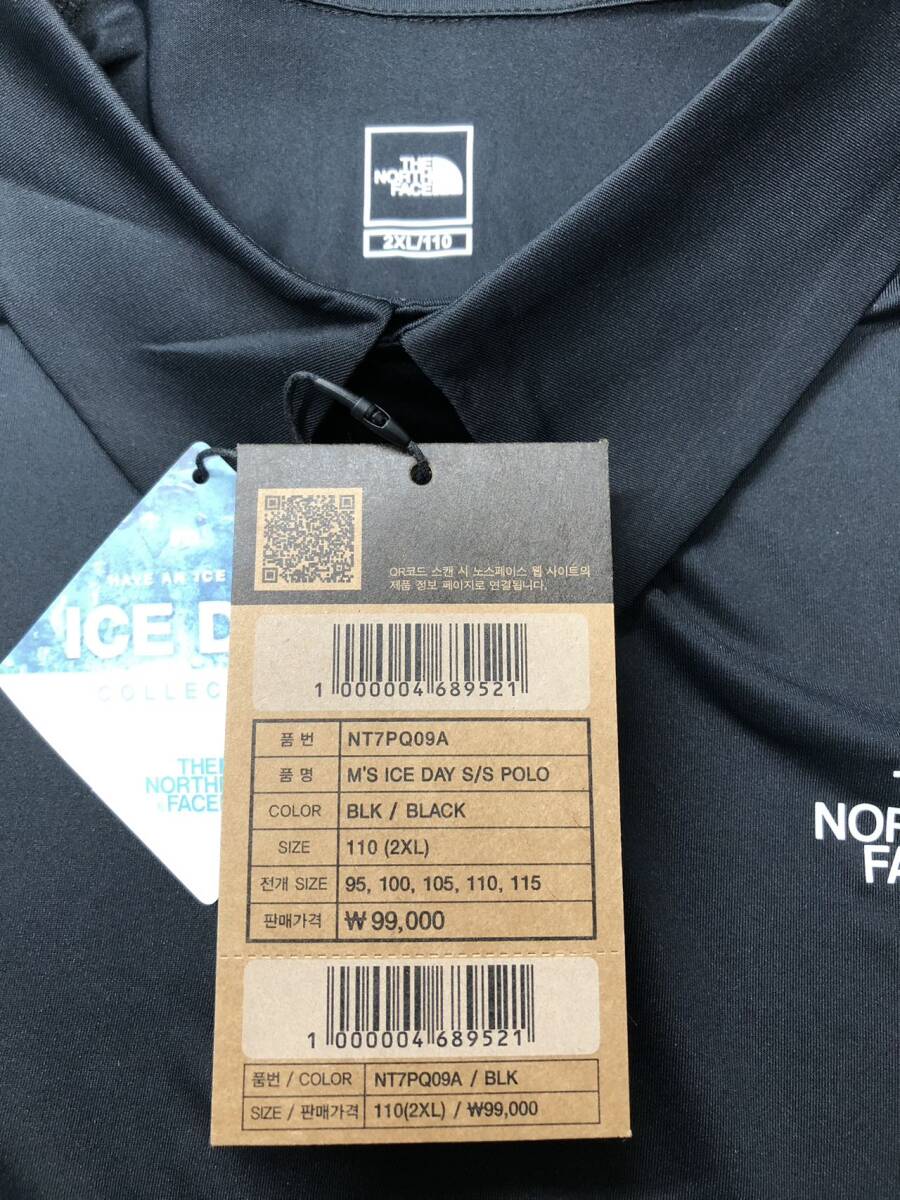 THE
NORTH
FACE
2XL/110
HAVE AN ICE
ICE D
COLLEC
THE
NORTH
FACE
QR코드 스캔 시 노스페이스 웹 사이트의
제품 정보 페이지로 연결됩니다.
1 000004 689521
품 번 NT7PQ09A
품 명 M'S ICE DAY S/S POLO
COLOR BLK / BLACK
SIZE 110 (2XL)
전개 SIZE 95, 100, 105, 110, 115
판매가격 ₩99,000
1 000004 689521
품번 / COLOR NT7PQ09A / BLK
SIZE / 판매가격 110(2XL) / ₩99,000
T
NOR
FA